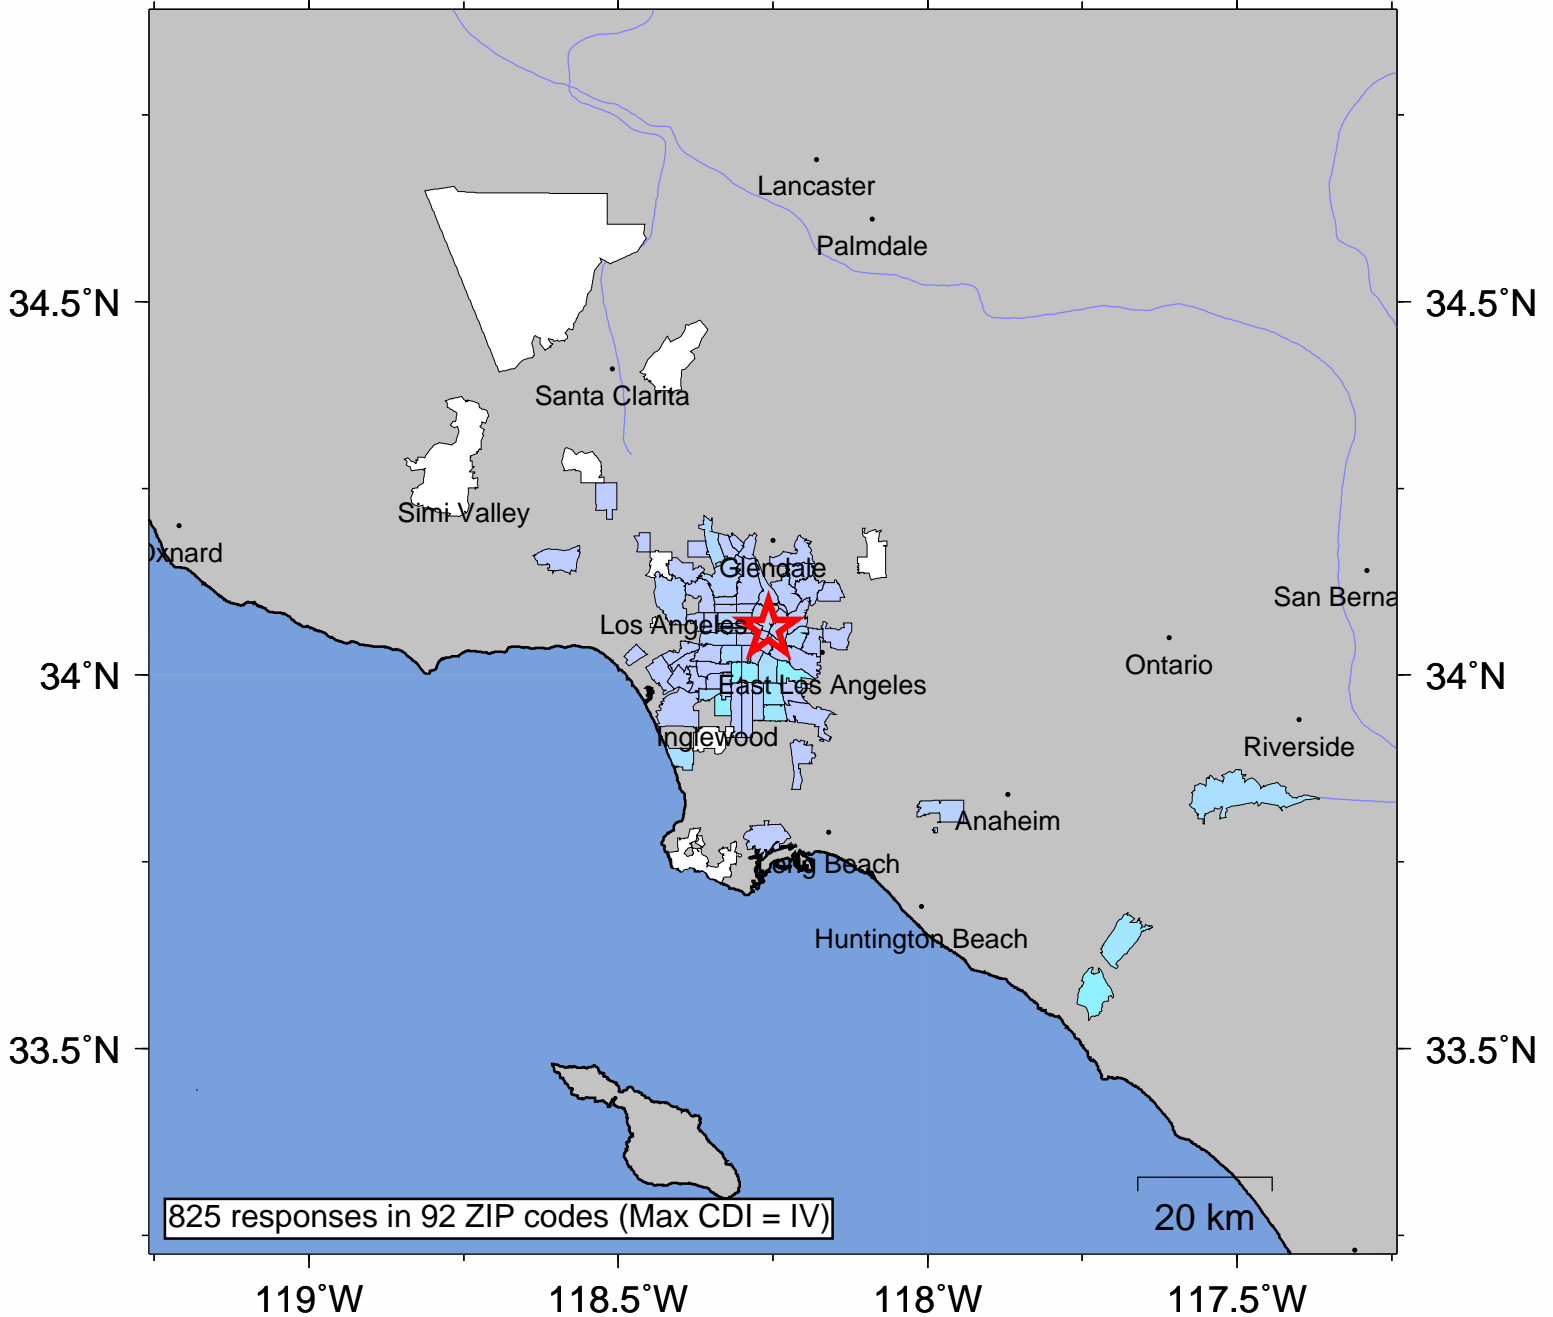 Lancaster
Palmdale
34.5°N
34.5°N
Santa Clarita
Simi Valley
Oxnard
Glendale
San Berna
Los Angeles
Ontario
34°N
East Los Angeles
34°N
Inglewood
Riverside
Anaheim
Long Beach
Huntington Beach
33.5°N
33.5°N
825 responses in 92 ZIP codes (Max CDI = IV)
20 km
119°W
118.5°W
118°W
117.5°W